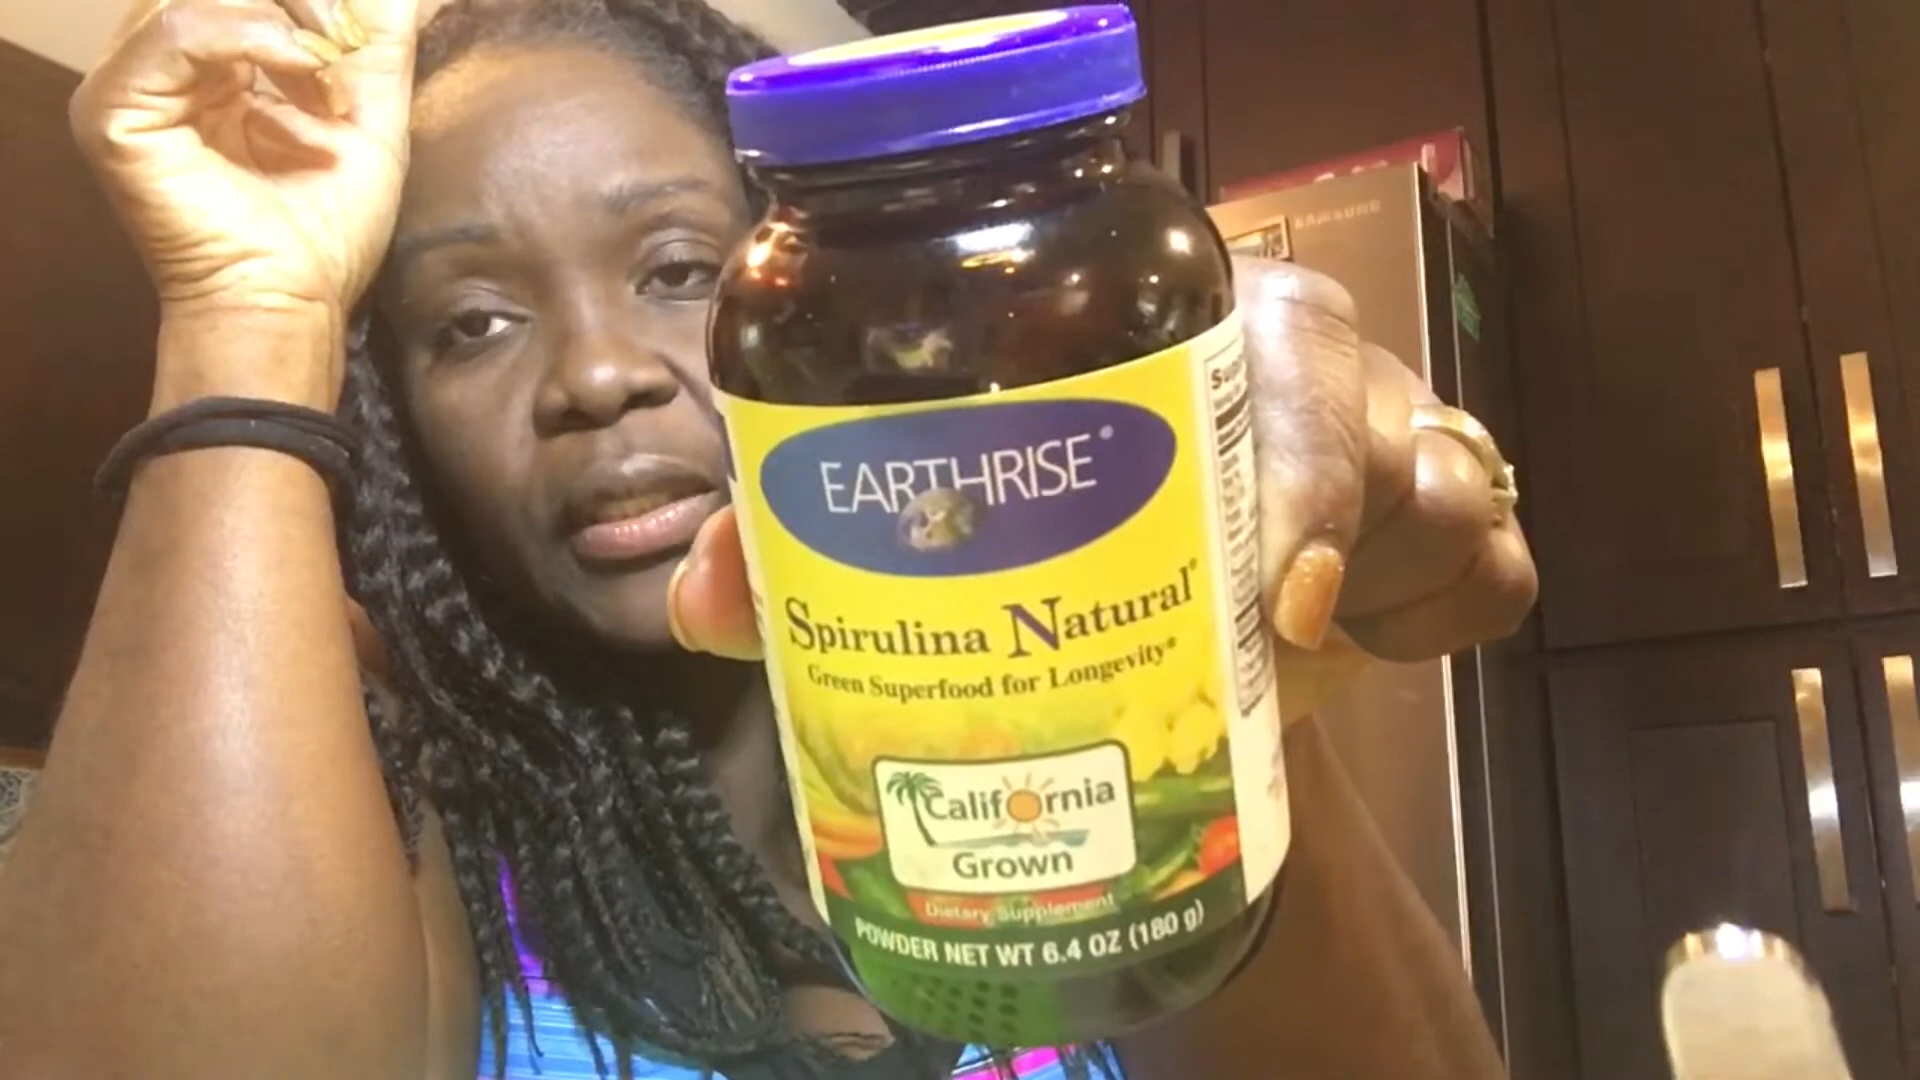 SAMSUNG
EARTHRISE®
Spirulina Natural®
Green Superfood for Longevity*
California
Grown
Dietary Supplement
POWDER NET WT 6.4 OZ (180 g)